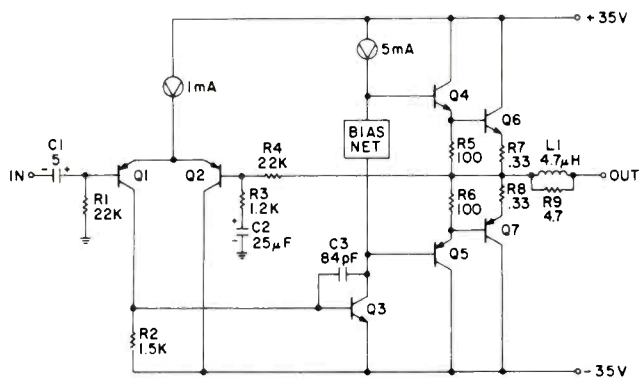 +35V
1mA
5mA
Q4
Q6
BIAS
NET
R5
100
R7
.33
L1
4.7μH
C1
- +
5
IN
Q1
Q2
R4
22K
OUT
R1
22K
R3
1.2K
R6
100
R8
.33
R9
4.7
+
-
C2
25μF
C3
84pF
Q5
Q7
Q3
R2
1.5K
-35V